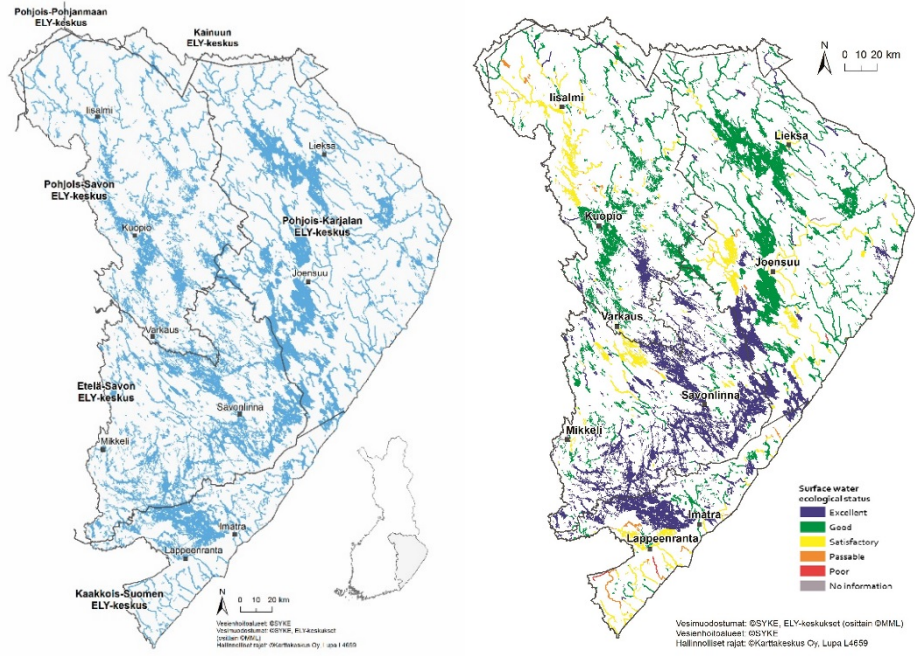 Pohjois-Pohjanmaan
ELY-keskus
Kainuun
ELY-keskus
Iisalmi
Lieksa
Pohjois-Savon
ELY-keskus
Pohjois-Karjalan
ELY-keskus
Kuopio
Joensuu
Varkaus
Etelä-Savon
ELY-keskus
Savonlinna
Mikkeli
Imatra
Lappeenranta
Kaakkois-Suomen
ELY-keskus
N
0 10 20 km
Vesienhoitoalueet: ©SYKE
Vesimuodostumat: ©SYKE, ELY-keskukset
(osittain ©MML)
Hallinnolliset rajat: ©Karttakeskus Oy, Lupa L4659
N
0 10 20 km
Iisalmi
Lieksa
Kuopio
Joensuu
Varkaus
Savonlinna
Mikkeli
Imatra
Lappeenranta
Surface water
ecological status
Excellent
Good
Satisfactory
Passable
Poor
No information
Vesimuodostumat: ©SYKE, ELY-keskukset (osittain ©MML)
Vesienhoitoalueet: ©SYKE
Hallinnolliset rajat: ©Karttakeskus Oy, Lupa L4659